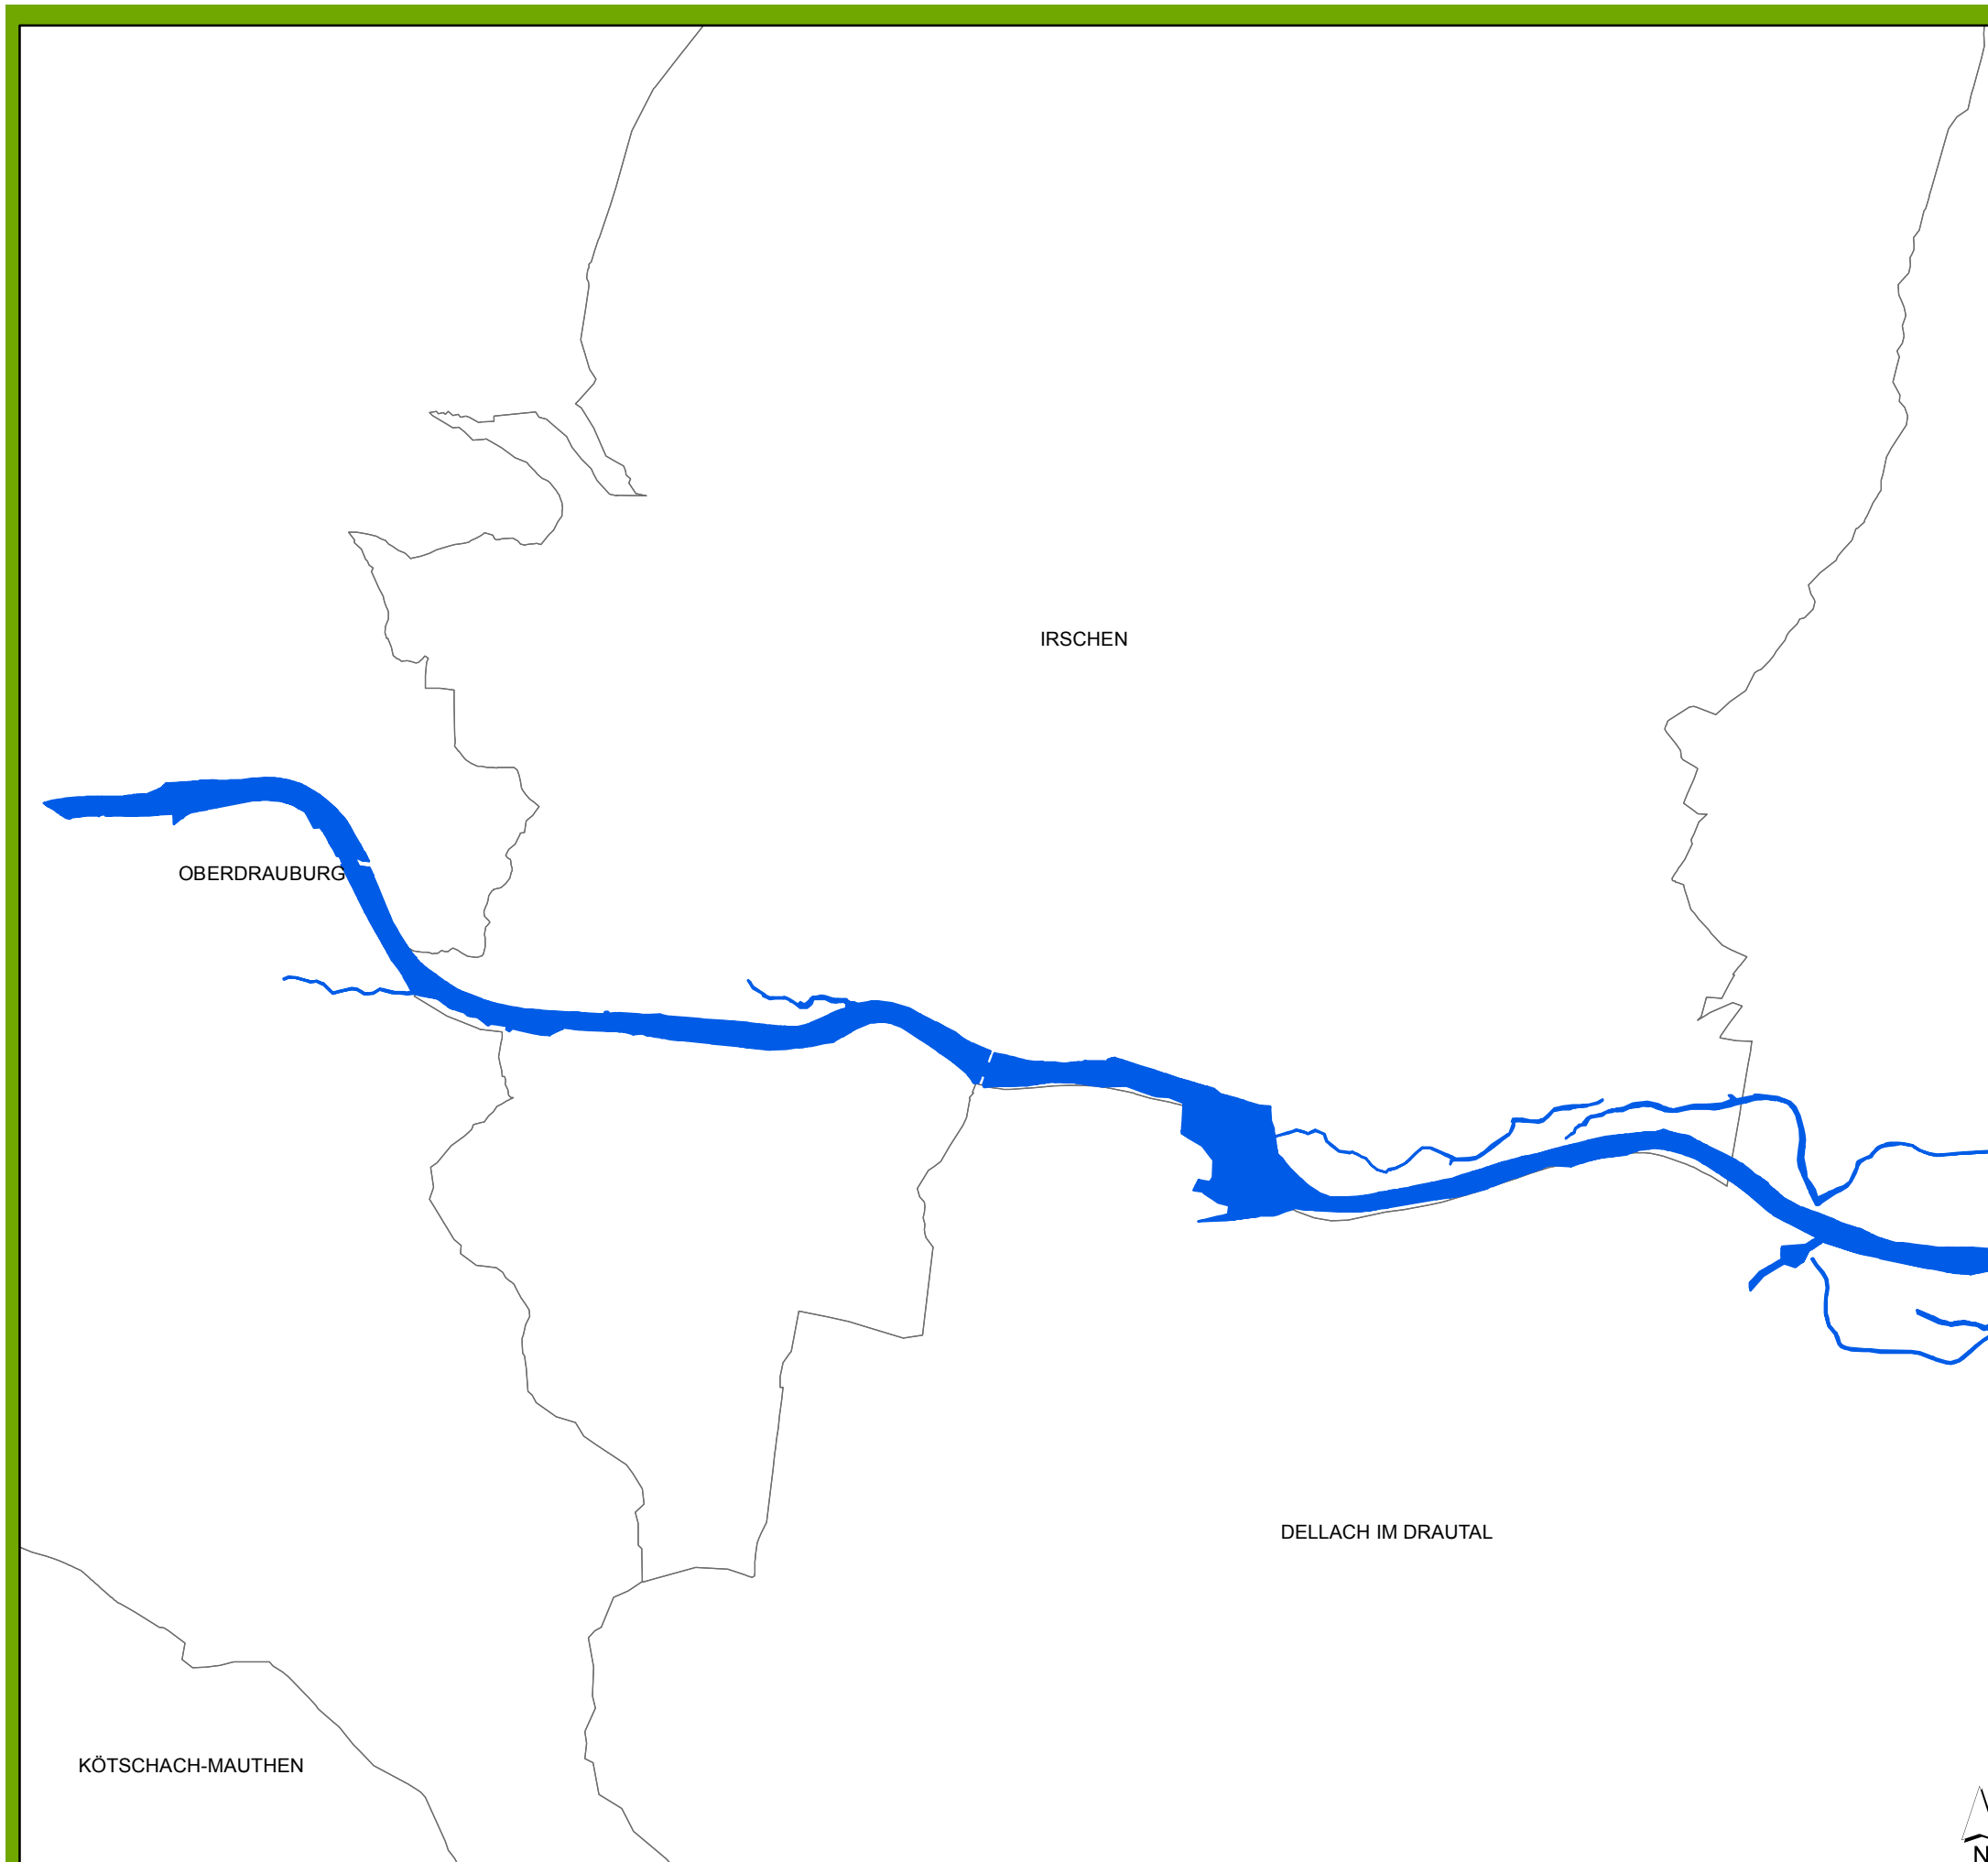 IRSCHEN
OBERDRAUBURG
DELLACH IM DRAUTAL
KÖTSCHACH-MAUTHEN
N